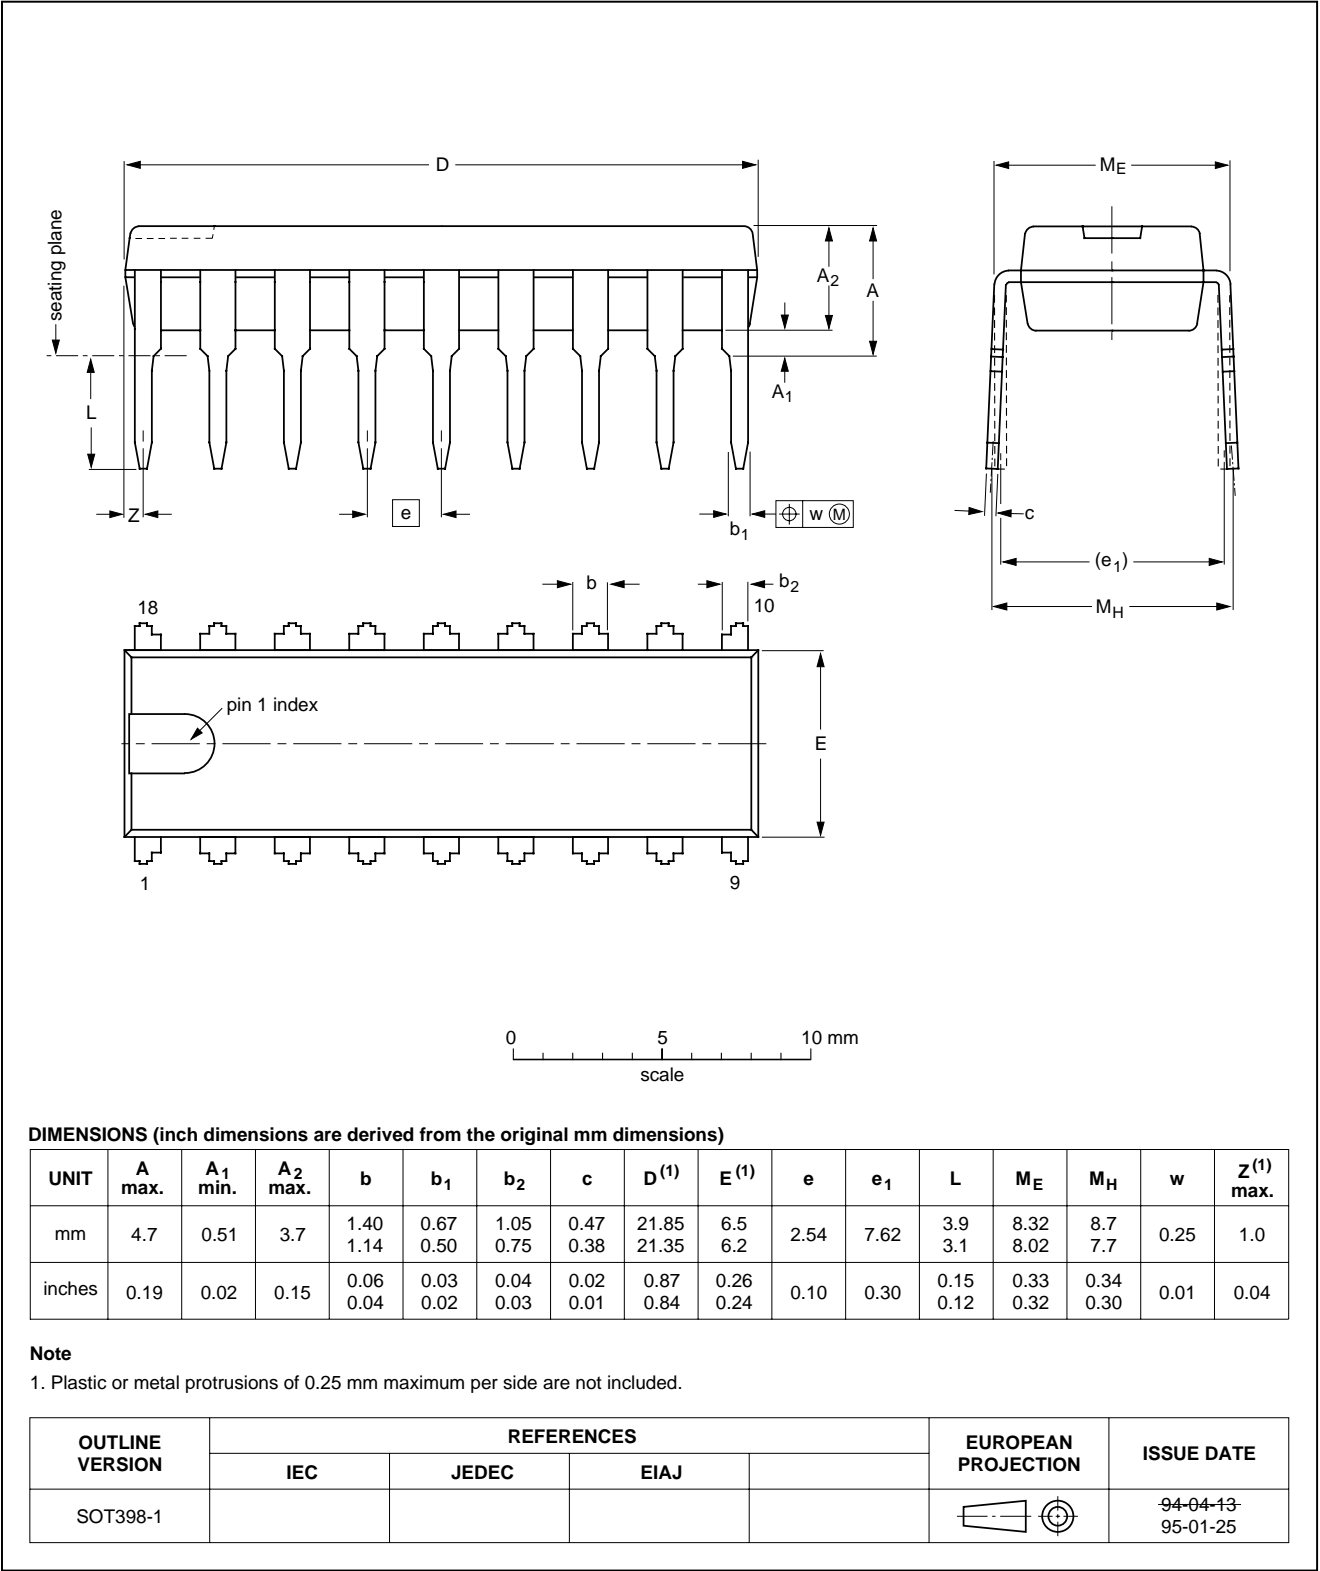 D
M_E
seating plane
A_2
A
A_1
L
Z
e
b_1
w M
c
(e_1)
M_H
b
b_2
18
10
pin 1 index
E
1
9
0 5 10 mm
scale
DIMENSIONS (inch dimensions are derived from the original mm dimensions)
UNIT A max. A_1 min. A_2 max. b b_1 b_2 c D^(1) E^(1) e e_1 L M_E M_H w Z^(1) max.
mm 4.7 0.51 3.7 1.40 1.14 0.67 0.50 1.05 0.75 0.47 0.38 21.85 21.35 6.5 6.2 2.54 7.62 3.9 3.1 8.32 8.02 8.7 7.7 0.25 1.0
inches 0.19 0.02 0.15 0.06 0.04 0.03 0.02 0.04 0.03 0.02 0.01 0.87 0.84 0.26 0.24 0.10 0.30 0.15 0.12 0.33 0.32 0.34 0.30 0.01 0.04
Note
1. Plastic or metal protrusions of 0.25 mm maximum per side are not included.
OUTLINE VERSION
REFERENCES
IEC JEDEC EIAJ
EUROPEAN PROJECTION
ISSUE DATE
SOT398-1
94-04-13
95-01-25